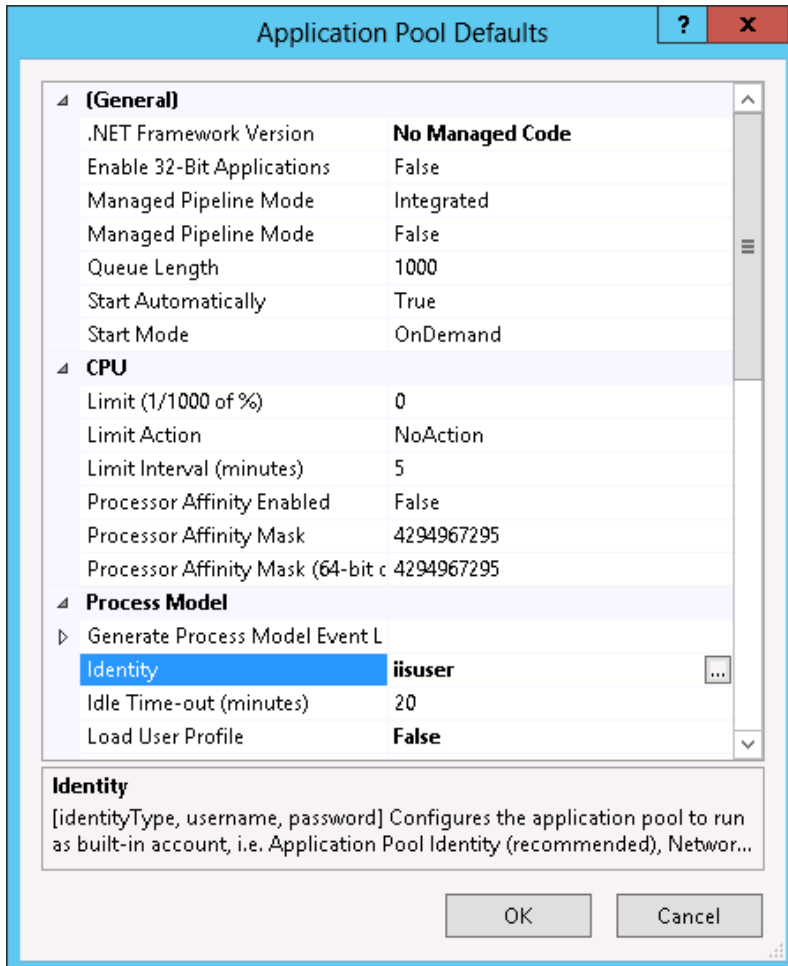 Application Pool Defaults
?
x
(General)
.NET Framework Version No Managed Code
Enable 32-Bit Applications False
Managed Pipeline Mode Integrated
Managed Pipeline Mode False
Queue Length 1000
Start Automatically True
Start Mode OnDemand
CPU
Limit (1/1000 of %) 0
Limit Action NoAction
Limit Interval (minutes) 5
Processor Affinity Enabled False
Processor Affinity Mask 4294967295
Processor Affinity Mask (64-bit c 4294967295
Process Model
Generate Process Model Event L
Identity iisuser ...
Idle Time-out (minutes) 20
Load User Profile False
Identity
[identityType, username, password] Configures the application pool to run
as built-in account, i.e. Application Pool Identity (recommended), Networ...
OK Cancel